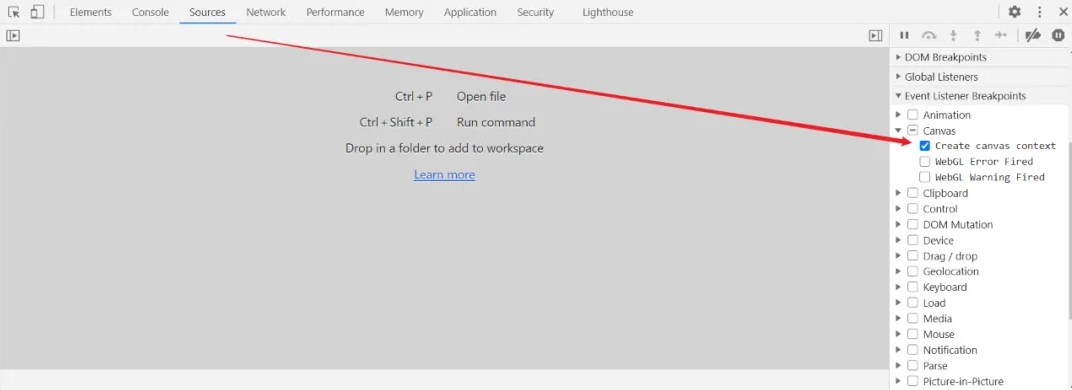 Elements Console Sources Network Performance Memory Application Security Lighthouse
DOM Breakpoints
Global Listeners
Event Listener Breakpoints
Ctrl + P Open file
Ctrl + Shift + P Run command
Drop in a folder to add to workspace
Learn more
Animation
Canvas
Create canvas context
WebGL Error Fired
WebGL Warning Fired
Clipboard
Control
DOM Mutation
Device
Drag / drop
Geolocation
Keyboard
Load
Media
Mouse
Notification
Parse
Picture-in-Picture